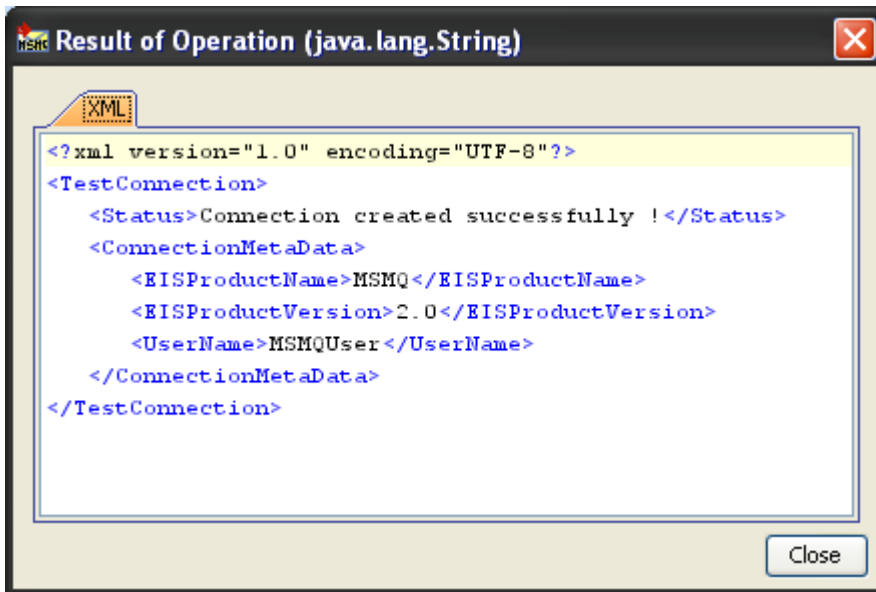 Result of Operation (java.lang.String)
XML
<?xml version="1.0" encoding="UTF-8"?>
<TestConnection>
<Status>Connection created successfully !</Status>
<ConnectionMetaData>
<EISProductName>MSMQ</EISProductName>
<EISProductVersion>2.0</EISProductVersion>
<UserName>MSMQUser</UserName>
</ConnectionMetaData>
</TestConnection>
Close